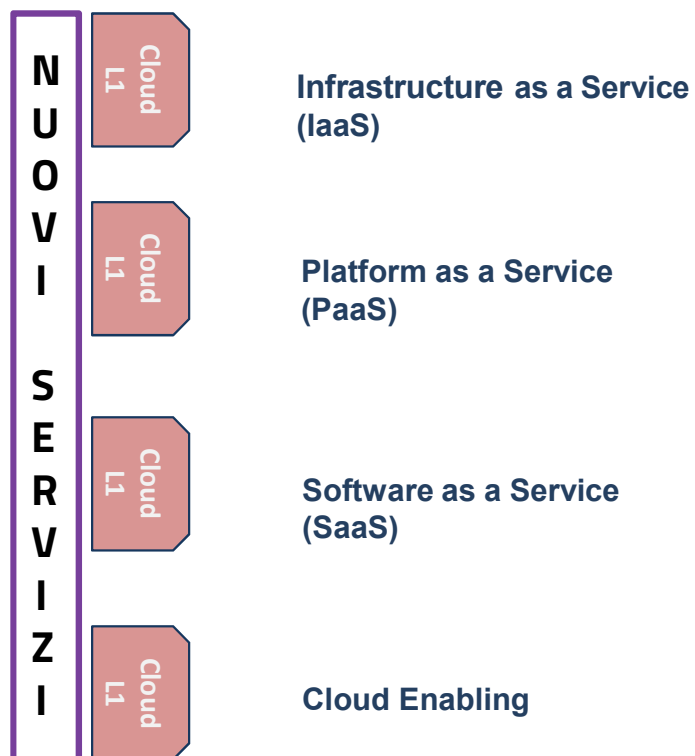 NUOVI SERVIZI
Cloud
L1
Infrastructure as a Service
(IaaS)
Cloud
L1
Platform as a Service
(PaaS)
Cloud
L1
Software as a Service
(SaaS)
Cloud
L1
Cloud Enabling